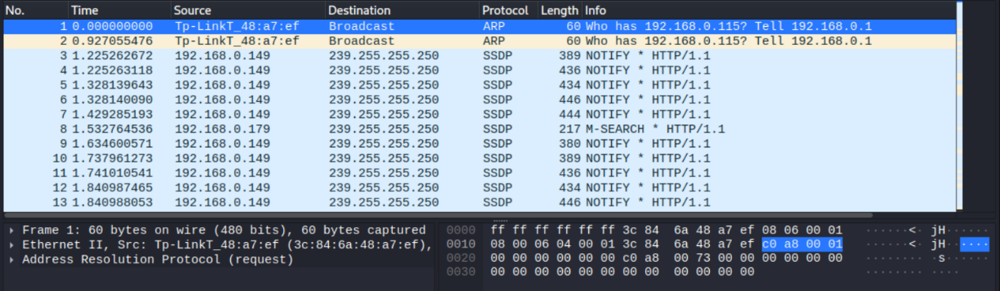 No. Time Source Destination Protocol Length Info
1 0.000000000 Tp-LinkT_48:a7:ef Broadcast ARP 60 Who has 192.168.0.115? Tell 192.168.0.1
2 0.927055476 Tp-LinkT_48:a7:ef Broadcast ARP 60 Who has 192.168.0.115? Tell 192.168.0.1
3 1.225262672 192.168.0.149 239.255.255.250 SSDP 389 NOTIFY * HTTP/1.1
4 1.225263118 192.168.0.149 239.255.255.250 SSDP 436 NOTIFY * HTTP/1.1
5 1.328139643 192.168.0.149 239.255.255.250 SSDP 434 NOTIFY * HTTP/1.1
6 1.328140090 192.168.0.149 239.255.255.250 SSDP 446 NOTIFY * HTTP/1.1
7 1.429285193 192.168.0.149 239.255.255.250 SSDP 444 NOTIFY * HTTP/1.1
8 1.532764536 192.168.0.179 239.255.255.250 SSDP 217 M-SEARCH * HTTP/1.1
9 1.634600571 192.168.0.149 239.255.255.250 SSDP 380 NOTIFY * HTTP/1.1
10 1.737961273 192.168.0.149 239.255.255.250 SSDP 389 NOTIFY * HTTP/1.1
11 1.741010541 192.168.0.149 239.255.255.250 SSDP 436 NOTIFY * HTTP/1.1
12 1.840987465 192.168.0.149 239.255.255.250 SSDP 434 NOTIFY * HTTP/1.1
13 1.840988053 192.168.0.149 239.255.255.250 SSDP 446 NOTIFY * HTTP/1.1
Frame 1: 60 bytes on wire (480 bits), 60 bytes captured
Ethernet II, Src: Tp-LinkT_48:a7:ef (3c:84:6a:48:a7:ef),
Address Resolution Protocol (request)
0000 ff ff ff ff ff ff 3c 84 6a 48 a7 ef 08 06 00 01 ······<· jH······
0010 08 00 06 04 00 01 3c 84 6a 48 a7 ef c0 a8 00 01 ······<· jH······
0020 00 00 00 00 00 00 c0 a8 00 73 00 00 00 00 00 00 ········ ·s······
0030 00 00 00 00 00 00 00 00 00 00 00 00 ········ ····